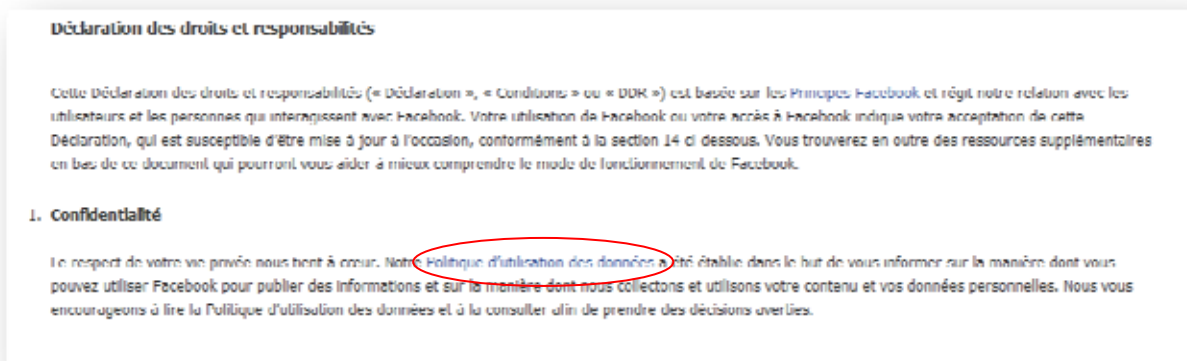 Déclaration des droits et responsabilités
Cette Déclaration des droits et responsabilités (« Déclaration », « Conditions » ou « DDR ») est basée sur les Principes Facebook et régit notre relation avec les
utilisateurs et les personnes qui interagissent avec Facebook. Votre utilisation de Facebook ou votre accès à Facebook indique votre acceptation de cette
Déclaration, qui est susceptible d'être mise à jour à l'occasion, conformément à la section 14 ci dessous. Vous trouverez en outre des ressources supplémentaires
en bas de ce document qui pourront vous aider à mieux comprendre le mode de fonctionnement de Facebook.
1. Confidentialité
Le respect de votre vie privée nous tient à cœur. Notre Politique d'utilisation des données a été établie dans le but de vous informer sur la manière dont vous
pouvez utiliser Facebook pour publier des informations et sur la manière dont nous collectons et utilisons votre contenu et vos données personnelles. Nous vous
encourageons à lire la Politique d'utilisation des données et à la consulter afin de prendre des décisions averties.